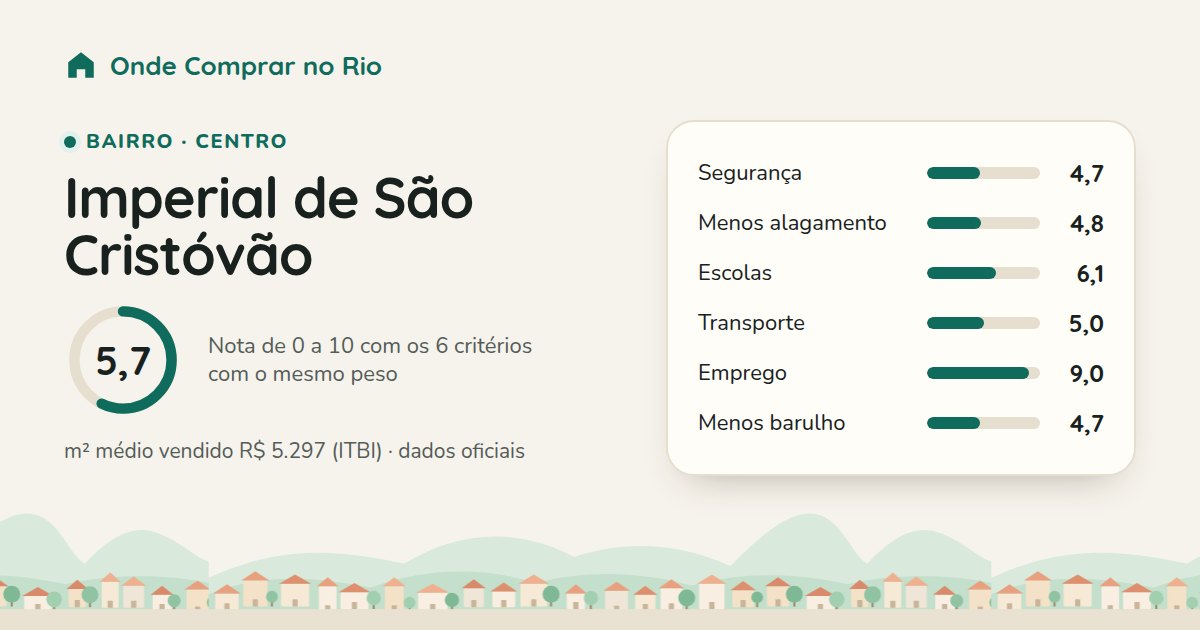 Onde Comprar no Rio
BAIRRO · CENTRO
Imperial de São
Cristóvão
5,7
Nota de 0 a 10 com os 6 critérios
com o mesmo peso
m² médio vendido R$ 5.297 (ITBI) · dados oficiais
Segurança 4,7
Menos alagamento 4,8
Escolas 6,1
Transporte 5,0
Emprego 9,0
Menos barulho 4,7